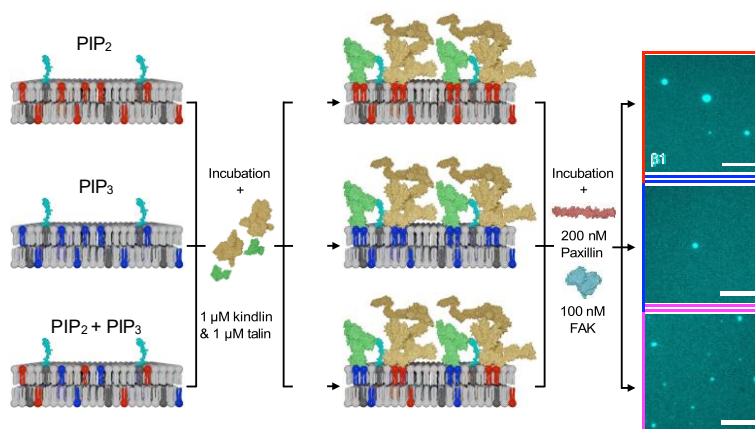 PIP2
PIP3
PIP2 + PIP3
Incubation
+
1 µM kindlin
& 1 µM talin
Incubation
+
200 nM
Paxillin
100 nM
FAK
β1